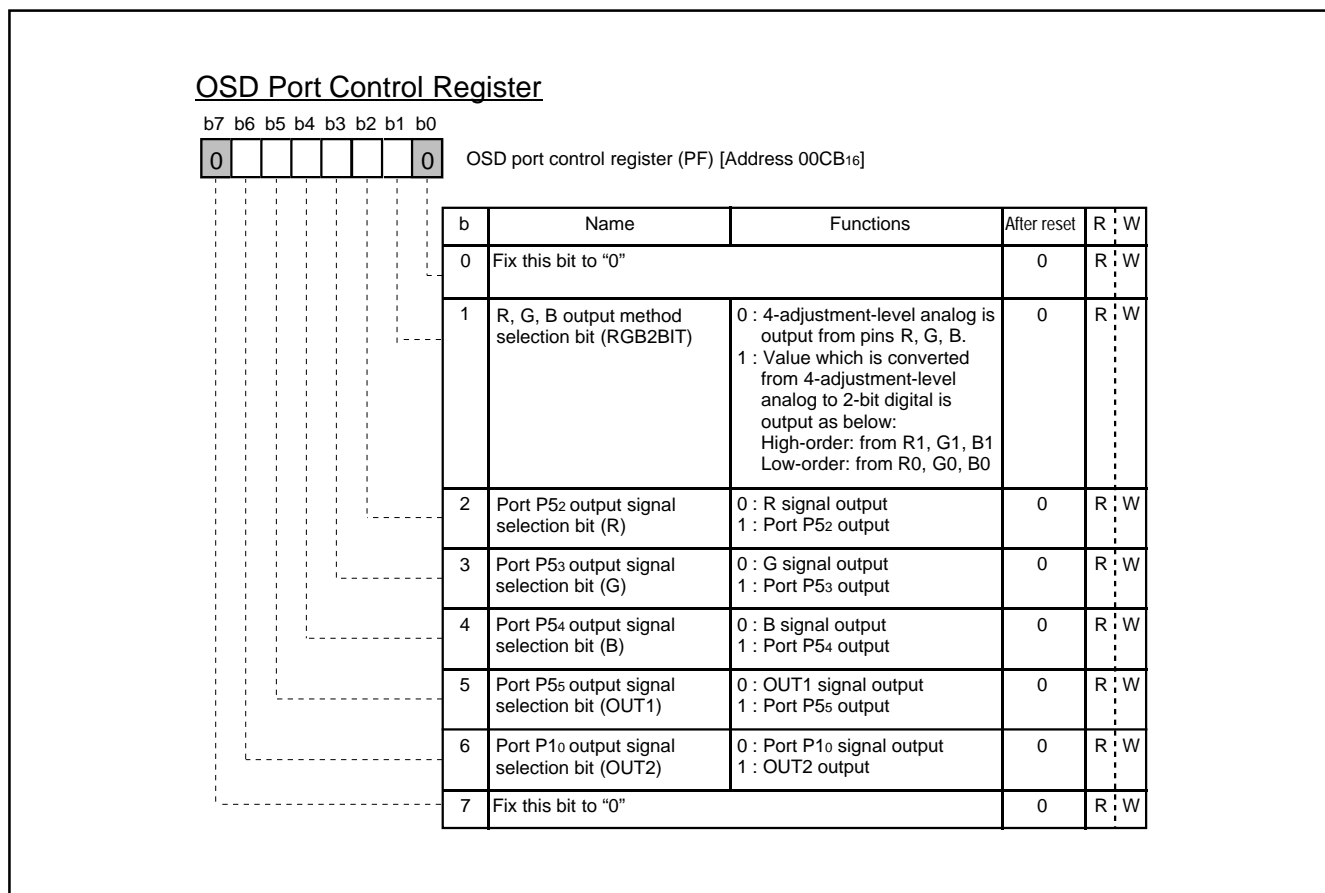 OSD Port Control Register
b7 b6 b5 b4 b3 b2 b1 b0
0 0 OSD port control register (PF) [Address 00CB16]
b Name Functions After reset R W
0 Fix this bit to “0” 0 R W
1 R, G, B output method 0 : 4-adjustment-level analog is 0 R W
selection bit (RGB2BIT) output from pins R, G, B.
1 : Value which is converted
from 4-adjustment-level
analog to 2-bit digital is
output as below:
High-order: from R1, G1, B1
Low-order: from R0, G0, B0
2 Port P52 output signal 0 : R signal output 0 R W
selection bit (R) 1 : Port P52 output
3 Port P53 output signal 0 : G signal output 0 R W
selection bit (G) 1 : Port P53 output
4 Port P54 output signal 0 : B signal output 0 R W
selection bit (B) 1 : Port P54 output
5 Port P55 output signal 0 : OUT1 signal output 0 R W
selection bit (OUT1) 1 : Port P55 output
6 Port P10 output signal 0 : Port P10 signal output 0 R W
selection bit (OUT2) 1 : OUT2 output
7 Fix this bit to “0” 0 R W